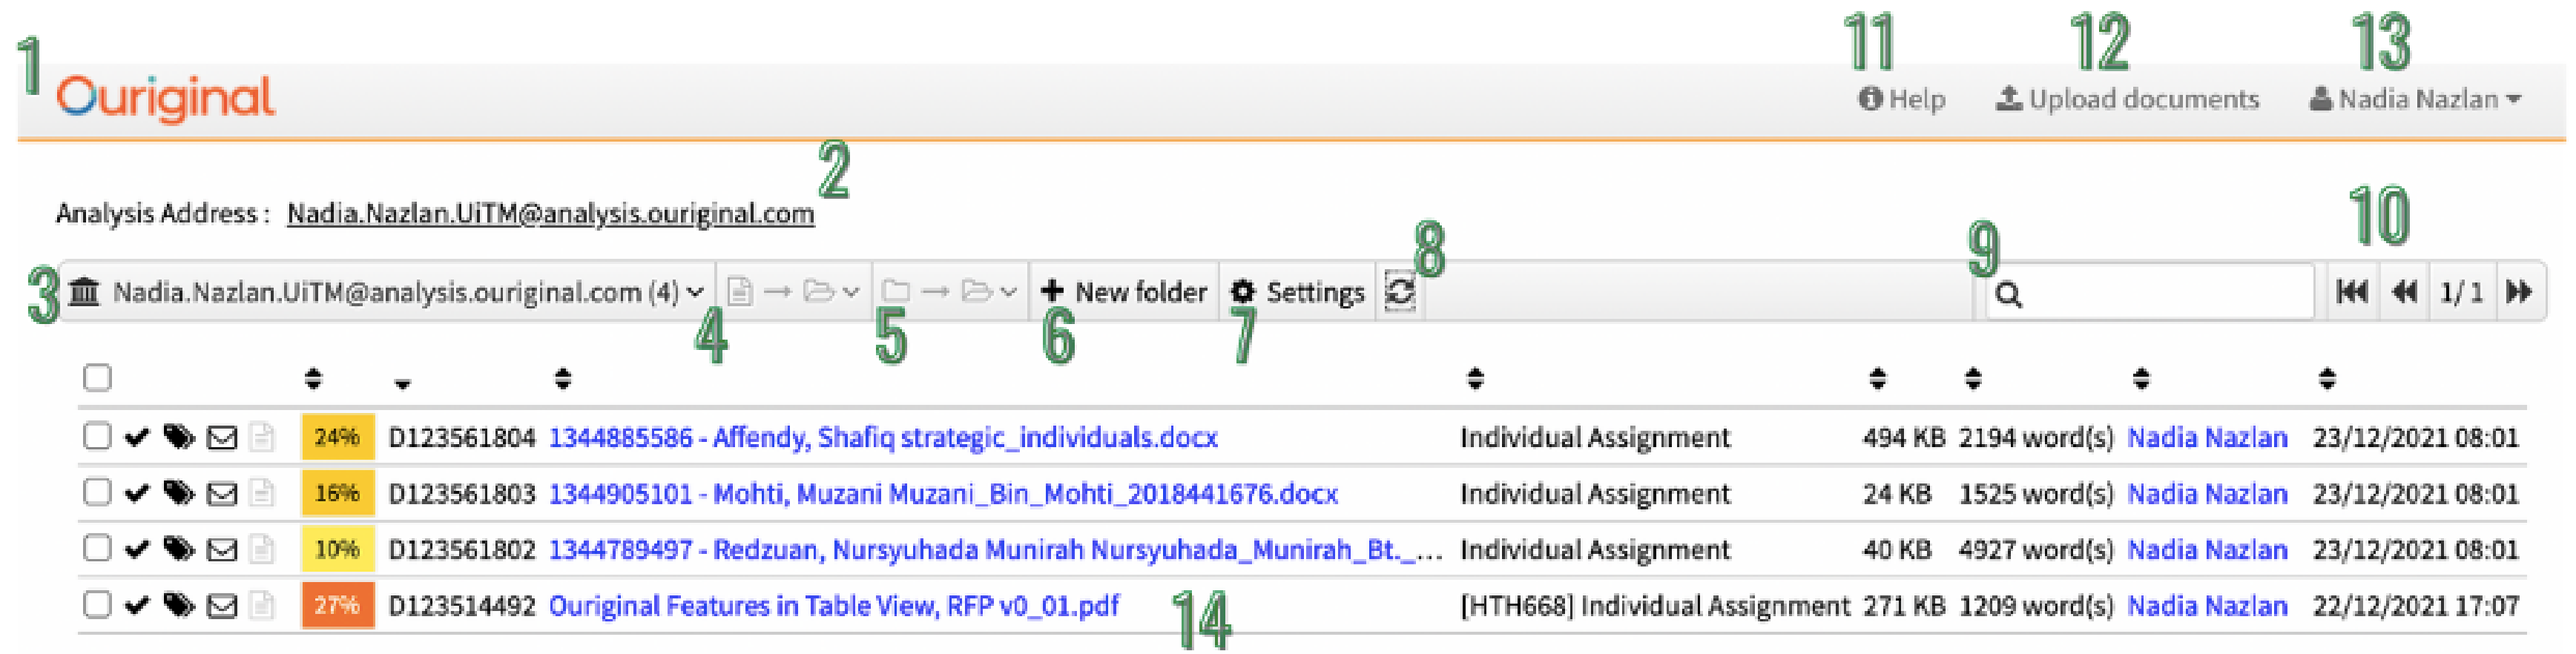 11 12 13
1 Ouriginal Help Upload documents Nadia Nazlan
2
Analysis Address : Nadia.Nazlan.UiTM@analysis.ouriginal.com
10
8 9
3 Nadia.Nazlan.UiTM@analysis.ouriginal.com (4) New folder Settings 1/ 1
4 5 6 7
24% D123561804 1344885586 - Affendy, Shafiq strategic_individuals.docx Individual Assignment 494 KB 2194 word(s) Nadia Nazlan 23/12/2021 08:01
16% D123561803 1344905101 - Mohti, Muzani Muzani_Bin_Mohti_2018441676.docx Individual Assignment 24 KB 1525 word(s) Nadia Nazlan 23/12/2021 08:01
10% D123561802 1344789497 - Redzuan, Nursyuhada Munirah Nursyuhada_Munirah_Bt._... Individual Assignment 40 KB 4927 word(s) Nadia Nazlan 23/12/2021 08:01
27% D123514492 Ouriginal Features in Table View, RFP v0_01.pdf 14 [HTH668] Individual Assignment 271 KB 1209 word(s) Nadia Nazlan 22/12/2021 17:07